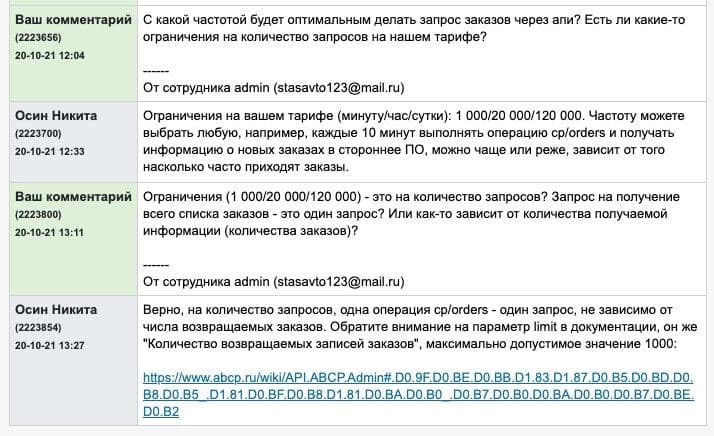 Ваш комментарий
(2223656)
20-10-21 12:04
С какой частотой будет оптимальным делать запрос заказов через апи? Есть ли какие-то
ограничения на количество запросов на нашем тарифе?
------
От сотрудника admin (stasavto123@mail.ru)
Осин Никита
(2223700)
20-10-21 12:33
Ограничения на вашем тарифе (минуту/час/сутки): 1 000/20 000/120 000. Частоту можете
выбрать любую, например, каждые 10 минут выполнять операцию cp/orders и получать
информацию о новых заказах в стороннее ПО, можно чаще или реже, зависит от того
насколько часто приходят заказы.
Ваш комментарий
(2223800)
20-10-21 13:11
Ограничения (1 000/20 000/120 000) - это на количество запросов? Запрос на получение
всего списка заказов - это один запрос? Или как-то зависит от количества получаемой
информации (количества заказов)?
------
От сотрудника admin (stasavto123@mail.ru)
Осин Никита
(2223854)
20-10-21 13:27
Верно, на количество запросов, одна операция cp/orders - один запрос, не зависимо от
числа возвращаемых заказов. Обратите внимание на параметр limit в документации, он же
"Количество возвращаемых записей заказов", максимально допустимое значение 1000:
https://www.abcp.ru/wiki/API.ABCP.Admin#.D0.9F.D0.BE.D0.BB.D1.83.D1.87.D0.B5.D0.BD.D0.
B8.D0.B5_.D1.81.D0.BF.D0.B8.D1.81.D0.BA.D0.B0_.D0.B7.D0.B0.D0.BA.D0.B0.D0.B7.D0.BE.
D0.B2